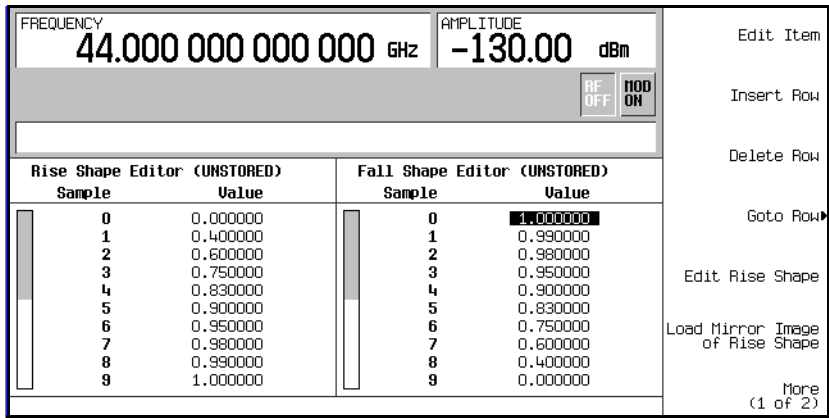 FREQUENCY
44.000 000 000 000 GHz
AMPLITUDE
-130.00 dBm
RF OFF
MOD ON
Rise Shape Editor (UNSTORED)
Sample Value
0 0.000000
1 0.400000
2 0.600000
3 0.750000
4 0.830000
5 0.900000
6 0.950000
7 0.980000
8 0.990000
9 1.000000
Fall Shape Editor (UNSTORED)
Sample Value
0 1.000000
1 0.990000
2 0.980000
3 0.950000
4 0.900000
5 0.830000
6 0.750000
7 0.600000
8 0.400000
9 0.000000
Edit Item
Insert Row
Delete Row
Goto Row
Edit Rise Shape
Load Mirror Image
of Rise Shape
More
(1 of 2)